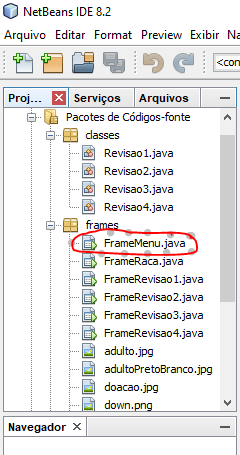 NetBeans IDE 8.2
Arquivo Editar Format Exibir N
<con
Proj... Serviços Arquivos
Pacotes de Códigos-fonte
classes
Revisao1.java
Revisao2.java
Revisao3.java
Revisao4.java
frames
FrameMenu.java
FrameRaca.java
FrameRevisao1.java
FrameRevisao2.java
FrameRevisao3.java
FrameRevisao4.java
adulto.jpg
adultoPretoBranco.jpg
doacao.jpg
down.png
Navegador